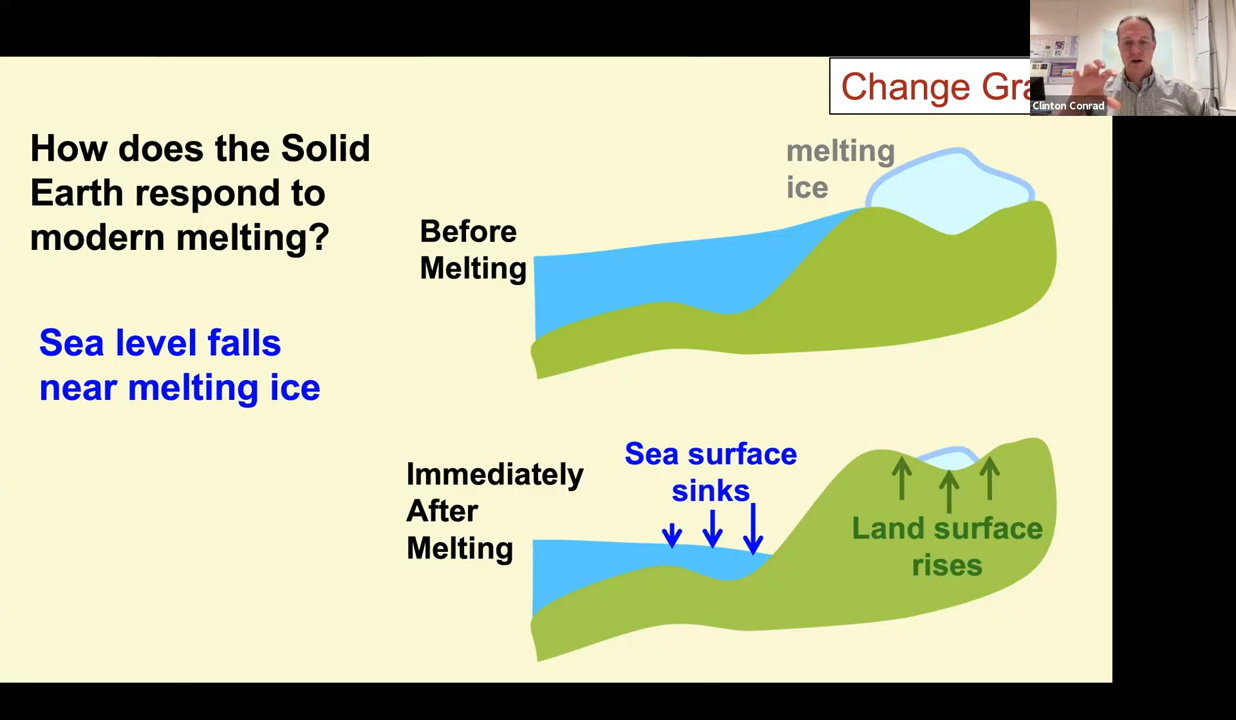 Change Gra
Clinton Conrad
How does the Solid
Earth respond to
modern melting?
melting
ice
Before
Melting
Sea level falls
near melting ice
Sea surface
sinks
Immediately
After
Melting
Land surface
rises